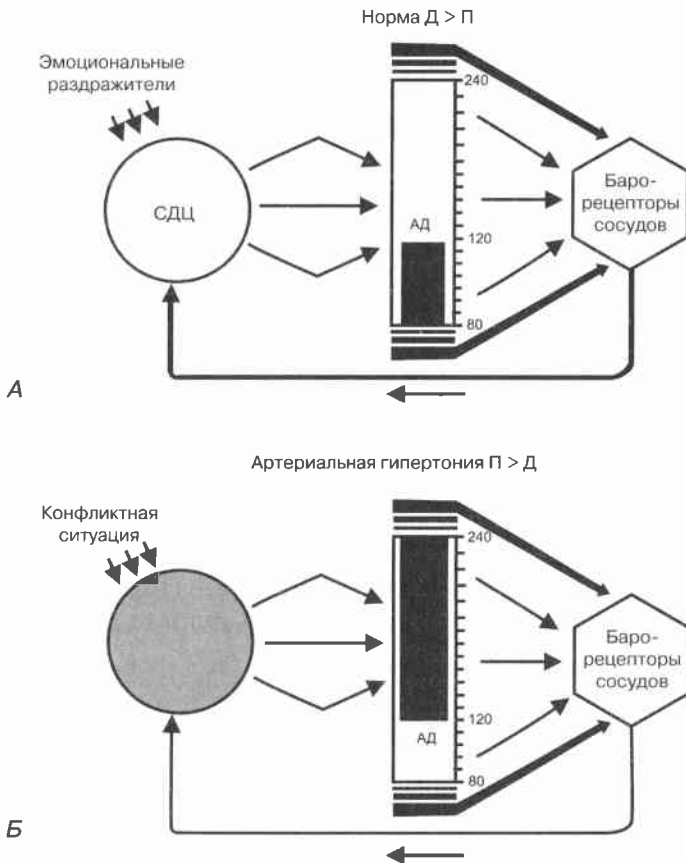 Норма Д > П
Эмоциональные
раздражители
240
СДЦ
АД
120
80
Баро-
рецепторы
сосудов
А
Артериальная гипертония П > Д
Конфликтная
ситуация
240
120
АД
80
Баро-
рецепторы
сосудов
Б